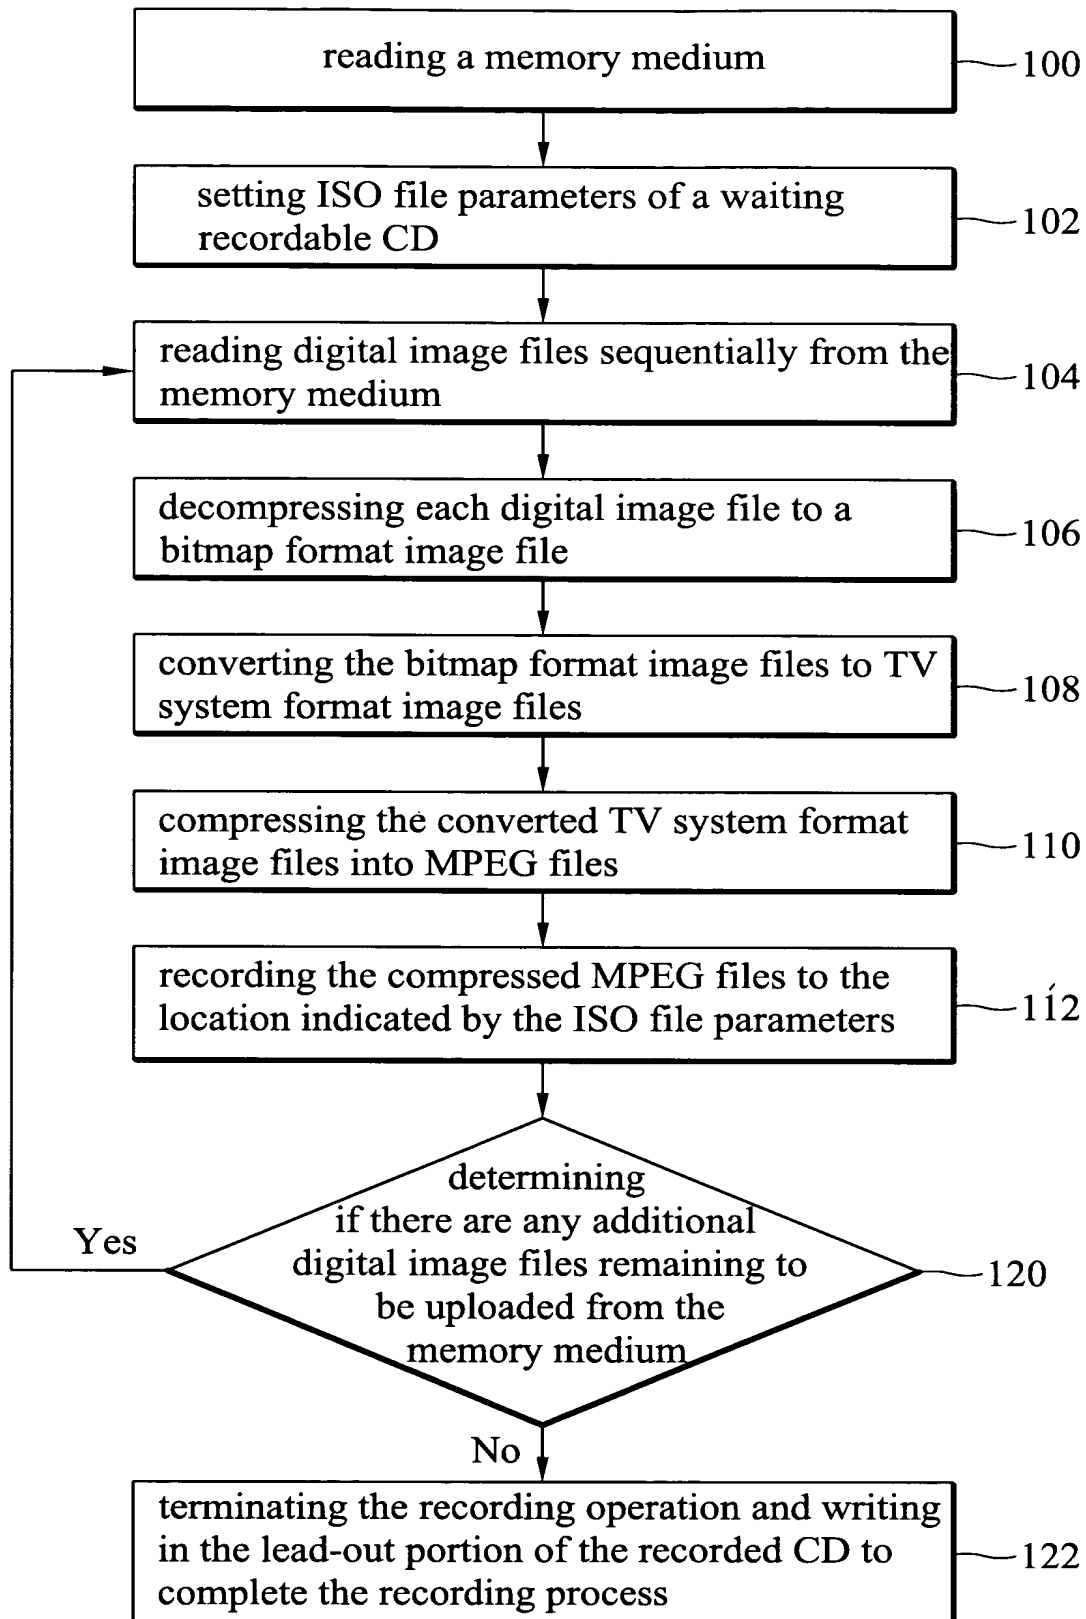 reading a memory medium
100
setting ISO file parameters of a waiting
recordable CD
102
reading digital image files sequentially from the
memory medium
104
decompressing each digital image file to a
bitmap format image file
106
converting the bitmap format image files to TV
system format image files
108
compressing the converted TV system format
image files into MPEG files
110
recording the compressed MPEG files to the
location indicated by the ISO file parameters
112
determining
if there are any additional
digital image files remaining to
be uploaded from the
memory medium
120
Yes
No
terminating the recording operation and writing
in the lead-out portion of the recorded CD to
complete the recording process
122